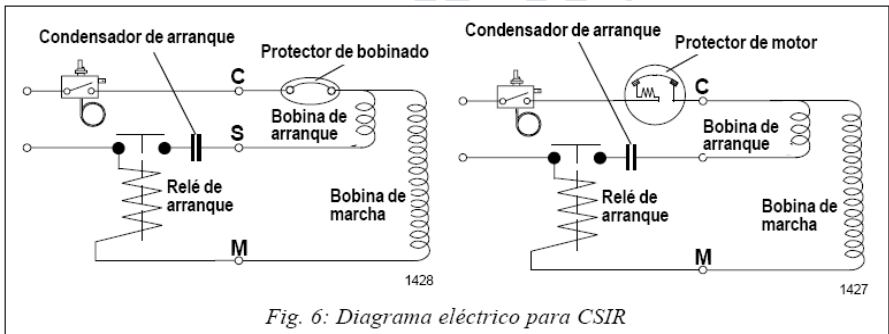 Condensador de arranque
Protector de bobinado
C
S
Bobina de
arranque
Relé de
arranque
Bobina de
marcha
M
1428
Condensador de arranque
Protector de motor
C
Bobina de
arranque
Relé de
arranque
Bobina de
marcha
M
1427
Fig. 6: Diagrama eléctrico para CSIR